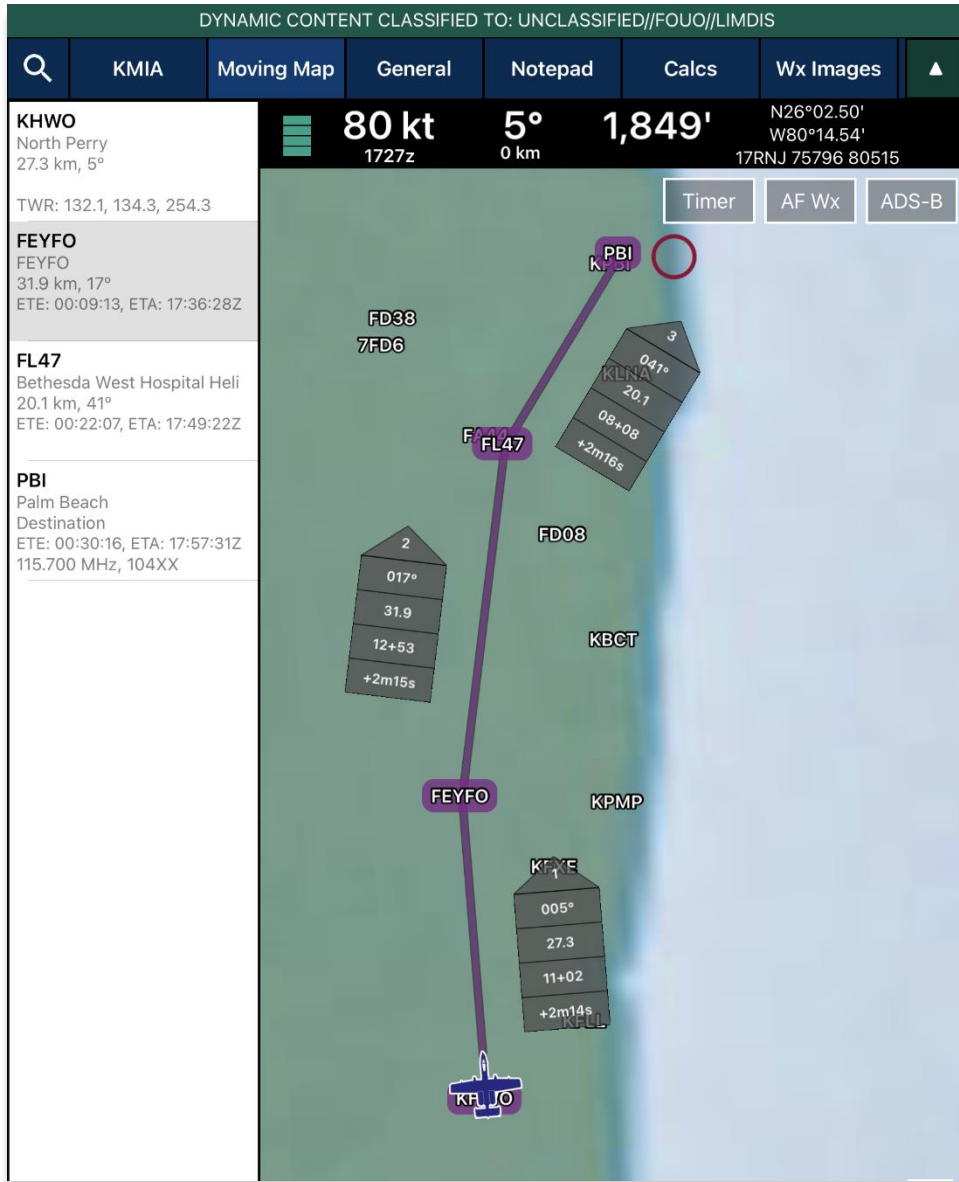 DYNAMIC CONTENT CLASSIFIED TO: UNCLASSIFIED//FOUO//LIMDIS
KMIA Moving Map General Notepad Calcs Wx Images
80 kt 5° 1,849' N26°02.50'
1727z 0 km W80°14.54'
17RNJ 75796 80515
Timer AF Wx ADS-B
KHWO
North Perry
27.3 km, 5°
TWR: 132.1, 134.3, 254.3
FEYFO
FEYFO
31.9 km, 17°
ETE: 00:09:13, ETA: 17:36:28Z
FL47
Bethesda West Hospital Heli
20.1 km, 41°
ETE: 00:22:07, ETA: 17:49:22Z
PBI
Palm Beach
Destination
ETE: 00:30:16, ETA: 17:57:31Z
115.700 MHz, 104XX
PBI
FD38
7FD6
3
KLNA
041°
20.1
08+08
+2m16s
FL47
FD08
2
017°
31.9
12+53
+2m15s
KBCT
FEYFO
KPMP
KFXE
1
005°
27.3
11+02
+2m14s
KFLL